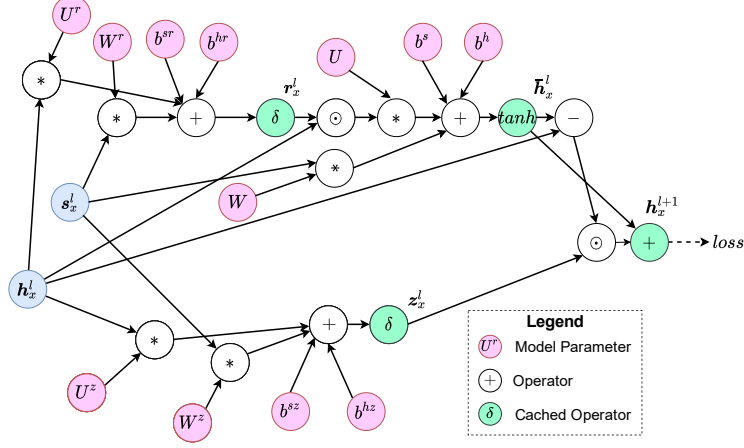 U^r
W^r
b^{sr}
b^{hr}
U
b^s
b^h
*
r_x^l
h̄_x^l
*
+
δ
⊙
*
+
tanh
−
*
s_x^l
W
h_x^{l+1}
⊙
+
loss
h_x^l
z_x^l
*
*
+
δ
U^z
W^z
b^{sz}
b^{hz}
Legend
U^r Model Parameter
+ Operator
δ Cached Operator